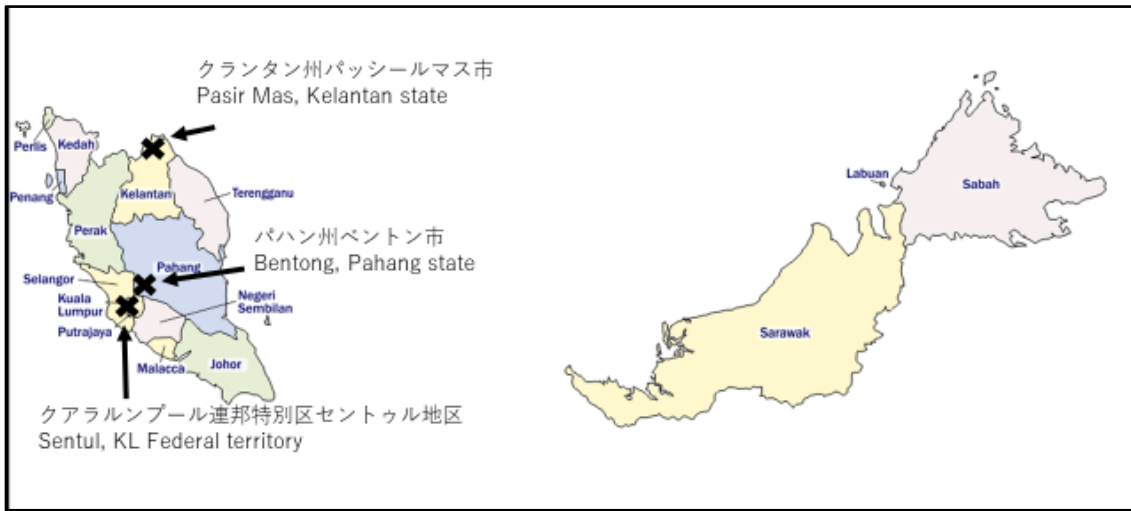 クランタン州パッシールマス市
Pasir Mas, Kelantan state
Perlis
Kedah
Penang
Kelantan
Terengganu
Perak
パハン州ベントン市
Bentong, Pahang state
Pahang
Selangor
Kuala
Lumpur
Negeri
Sembilan
Putrajaya
Malacca
Johor
クアラルンプール連邦特別区セントゥル地区
Sentul, KL Federal territory
Labuan
Sabah
Sarawak